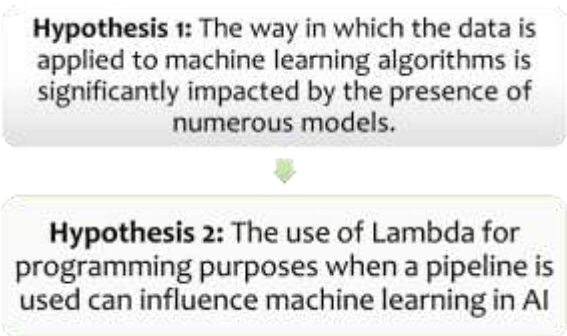 Hypothesis 1: The way in which the data is
applied to machine learning algorithms is
significantly impacted by the presence of
numerous models.
Hypothesis 2: The use of Lambda for
programming purposes when a pipeline is
used can influence machine learning in AI